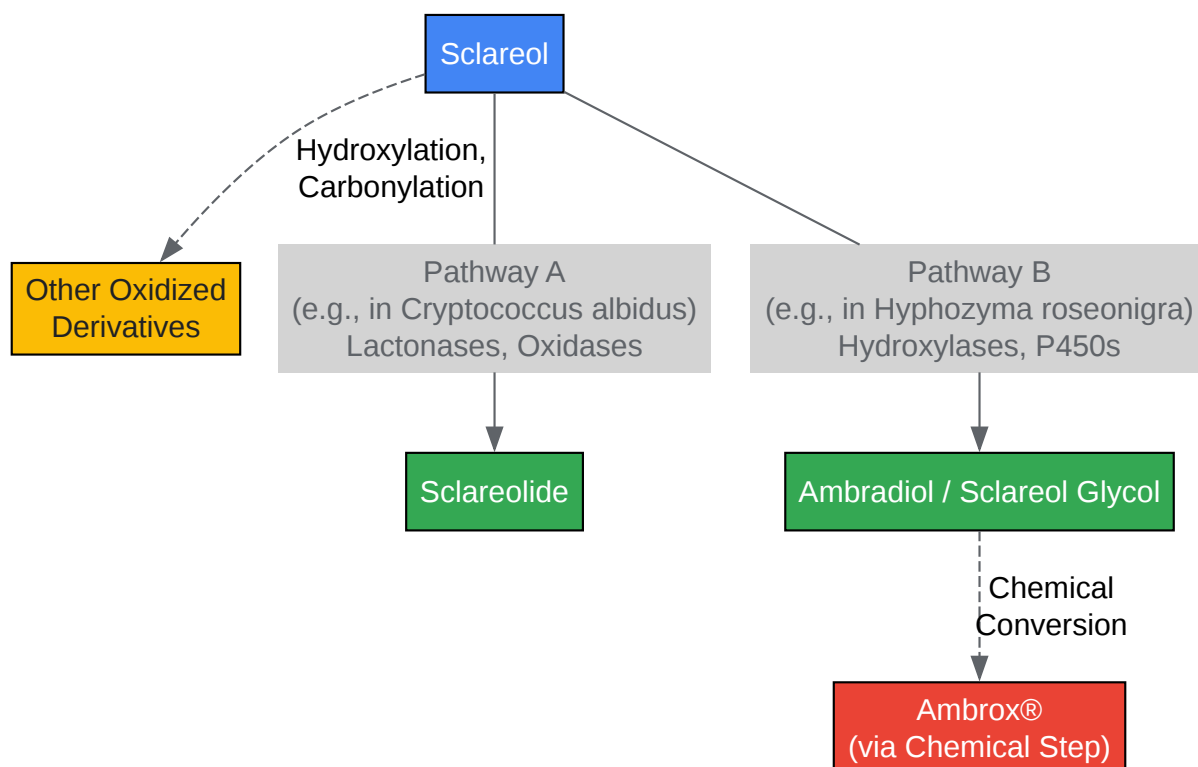 Sclareol
Hydroxylation,
Carbonylation
Other Oxidized
Derivatives
Pathway A
(e.g., in Cryptococcus albidus)
Lactonases, Oxidases
Pathway B
(e.g., in Hyphozyma roseonigra)
Hydroxylases, P450s
Sclareolide
Ambradiol / Sclareol Glycol
Chemical
Conversion
Ambrox®
(via Chemical Step)